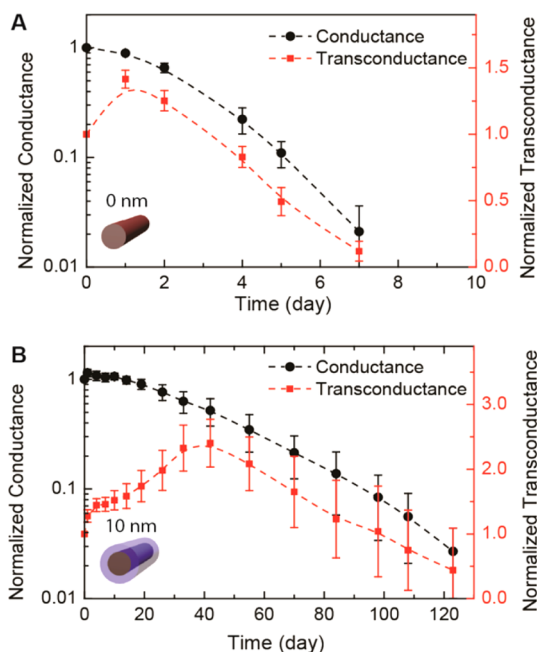 A
Conductance
Transconductance
Normalized Conductance
1
0.1
0.01
Normalized Transconductance
1.5
1.0
0.5
0.0
0 nm
0 2 4 6 8 10
Time (day)
B
Conductance
Transconductance
Normalized Conductance
1
0.1
0.01
Normalized Transconductance
3.0
2.0
1.0
0.0
10 nm
0 20 40 60 80 100 120
Time (day)